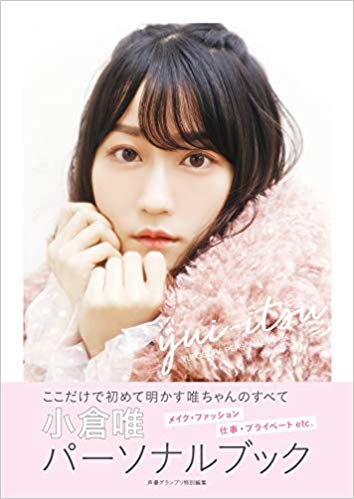 yui-itsu
YUI OGURA PERSONAL
ここだけで初めて明かす唯ちゃんのすべて
小倉唯
メイク・ファッション
仕事・プライベート etc.
パーソナルブック
声優グランプリ特別編集